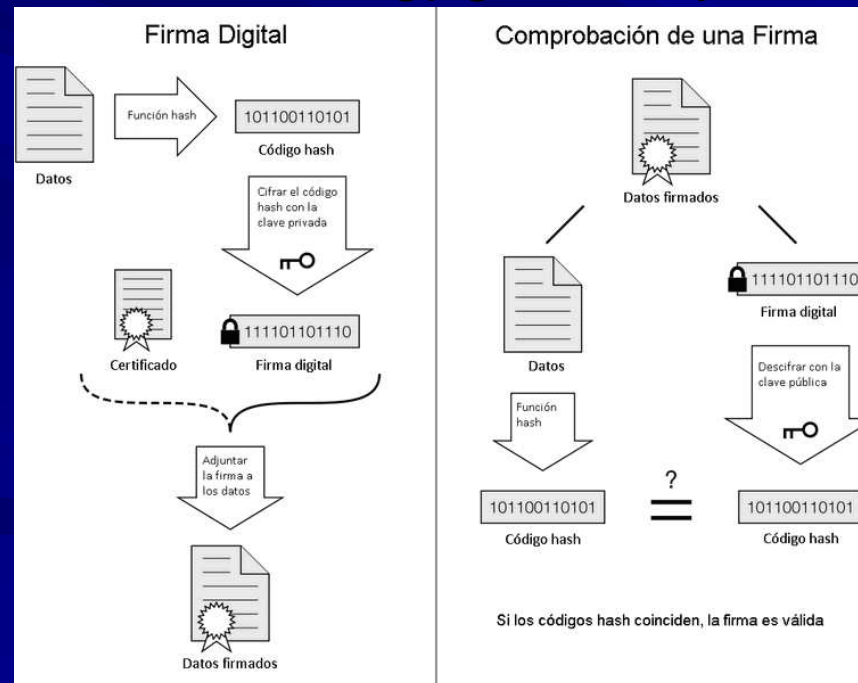 Firma Digital
Datos
Función hash
101100110101
Código hash
Cifrar el código
hash con la
clave privada
Certificado
111101101110
Firma digital
Adjuntar
la firma a
los datos
Datos firmados
Comprobación de una Firma
Datos firmados
Datos
Función
hash
101100110101
Código hash
111101101110
Firma digital
Descifrar con la
clave pública
101100110101
Código hash
?
Si los códigos hash coinciden, la firma es válida